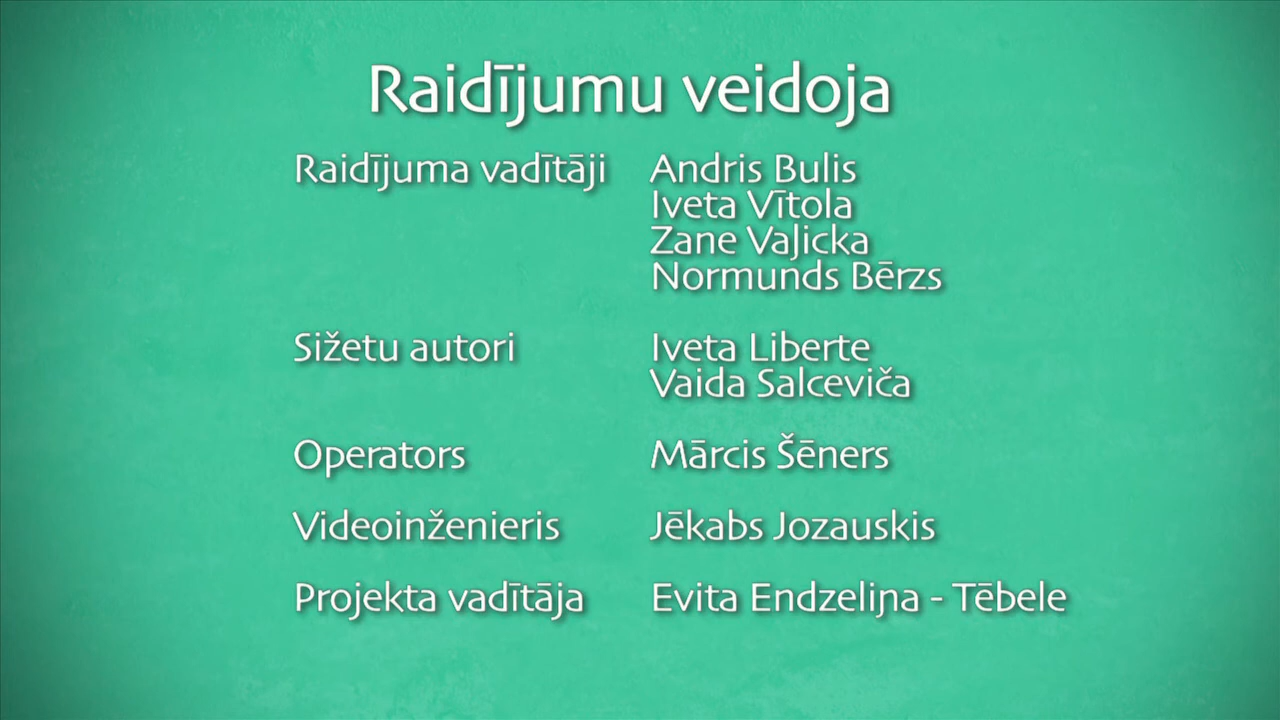 Raidījumu veidoja
Raidījuma vadītāji Andris Bulis
Iveta Vītola
Zane Vaļicka
Normunds Bērzs
Sižetu autori Iveta Liberte
Vaida Salceviča
Operators Mārcis Šēners
Videoinženieris Jēkabs Jozauskis
Projekta vadītāja Evita Endzeliņa - Tēbele